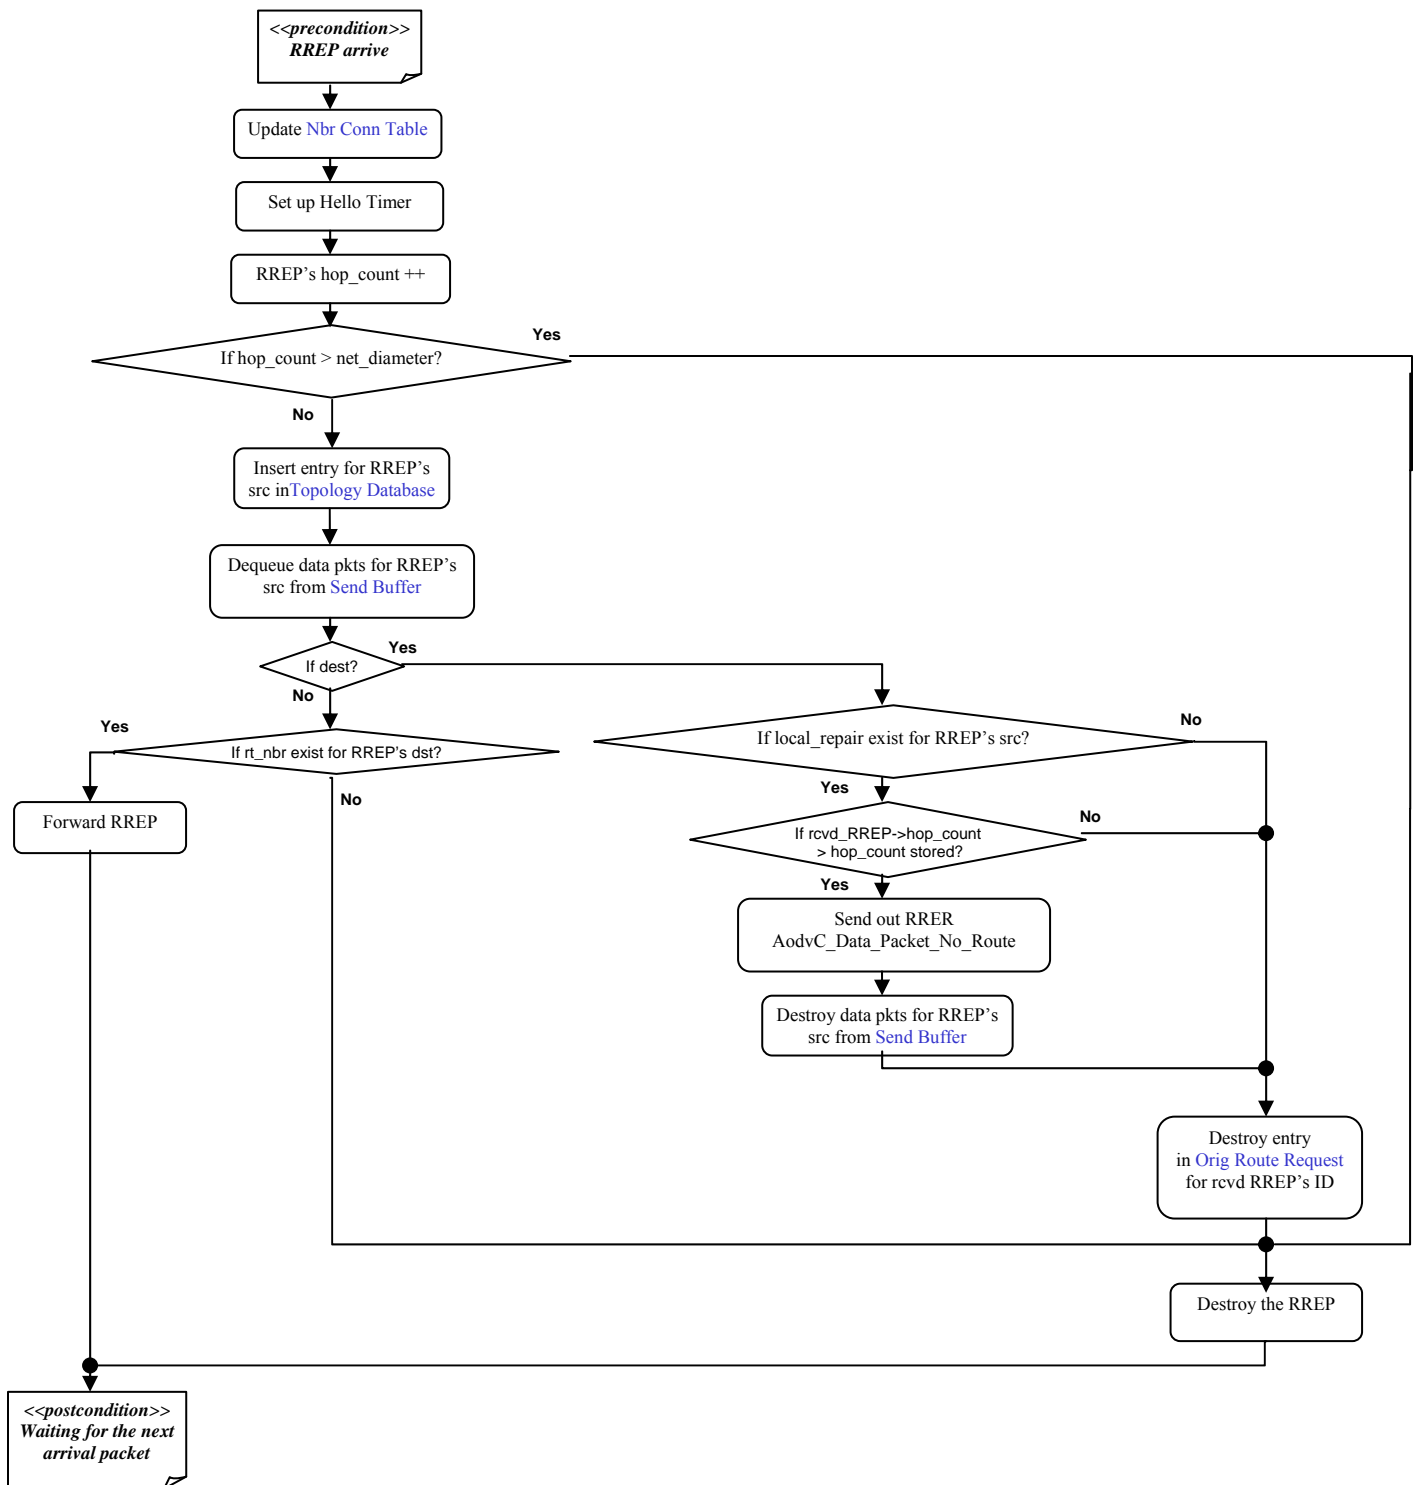 <<precondition>>
RREP arrive
Update Nbr Conn Table
Set up Hello Timer
RREP's hop_count ++
If hop_count > net_diameter?
Yes
No
Insert entry for RREP's
src inTopology Database
Dequeue data pkts for RREP's
src from Send Buffer
If dest?
Yes
No
If rt_nbr exist for RREP's dst?
Yes
No
Forward RREP
If local_repair exist for RREP's src?
No
Yes
If rcvd_RREP->hop_count
> hop_count stored?
No
Yes
Send out RRER
AodvC_Data_Packet_No_Route
Destroy data pkts for RREP's
src from Send Buffer
Destroy entry
in Orig Route Request
for rcvd RREP's ID
Destroy the RREP
<<postcondition>>
Waiting for the next
arrival packet